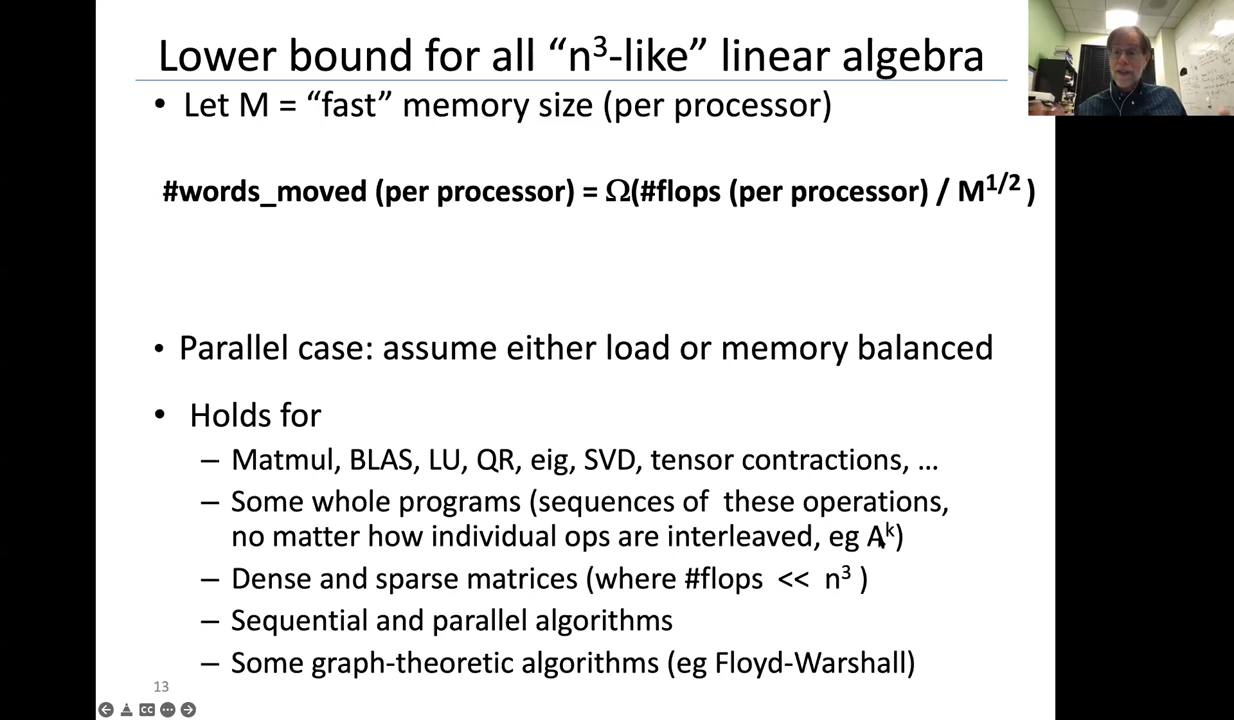 Lower bound for all “n³-like” linear algebra
• Let M = “fast” memory size (per processor)
#words_moved (per processor) = Ω(#flops (per processor) / M^1/2 )
• Parallel case: assume either load or memory balanced
• Holds for
– Matmul, BLAS, LU, QR, eig, SVD, tensor contractions, …
– Some whole programs (sequences of these operations,
no matter how individual ops are interleaved, eg A^k)
– Dense and sparse matrices (where #flops << n³ )
– Sequential and parallel algorithms
– Some graph-theoretic algorithms (eg Floyd-Warshall)
13
CC